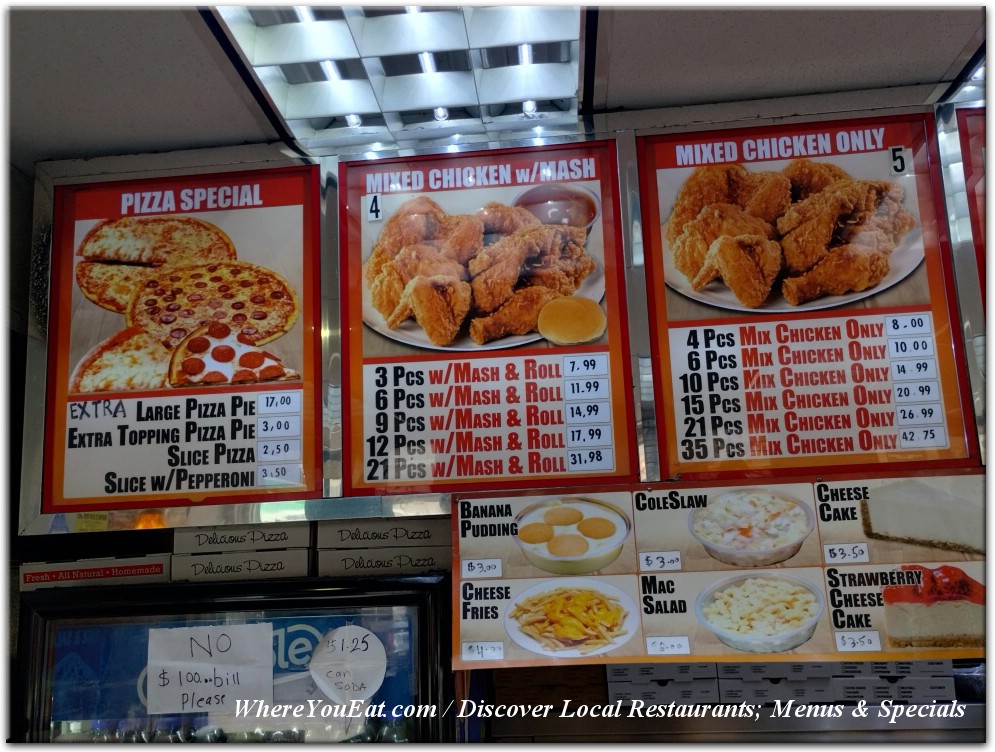 PIZZA SPECIAL
EXTRA LARGE PIZZA PIE 17,00
EXTRA TOPPING PIZZA PIE 3,00
SLICE PIZZA 2,50
SLICE W/PEPPERONI 3.50
MIXED CHICKEN w/MASH
4
3 Pcs w/MASH & ROLL 7.99
6 Pcs w/MASH & ROLL 11.99
9 Pcs w/MASH & ROLL 14,99
12 Pcs w/MASH & ROLL 17,99
21 Pcs w/MASH & ROLL 31.98
MIXED CHICKEN ONLY
5
4 Pcs MIX CHICKEN ONLY 8.00
6 Pcs MIX CHICKEN ONLY 10.00
10 Pcs MIX CHICKEN ONLY 14.99
15 Pcs MIX CHICKEN ONLY 20.99
21 Pcs MIX CHICKEN ONLY 26.99
35 Pcs MIX CHICKEN ONLY 42.75
BANANA
PUDDING
$3,00
COLESLAW
$3.00
CHEESE
CAKE
$3.50
CHEESE
FRIES
MAC
SALAD
STRAWBERRY
CHEESE
CAKE
$3.50
Delicious Pizza
Delicious Pizza
Delicious Pizza
Delicious Pizza
Fresh • All Natural • Homemade
NO
$100.00 bill
please
$1.25
can
SODA
WhereYouEat.com / Discover Local Restaurants; Menus & Specials